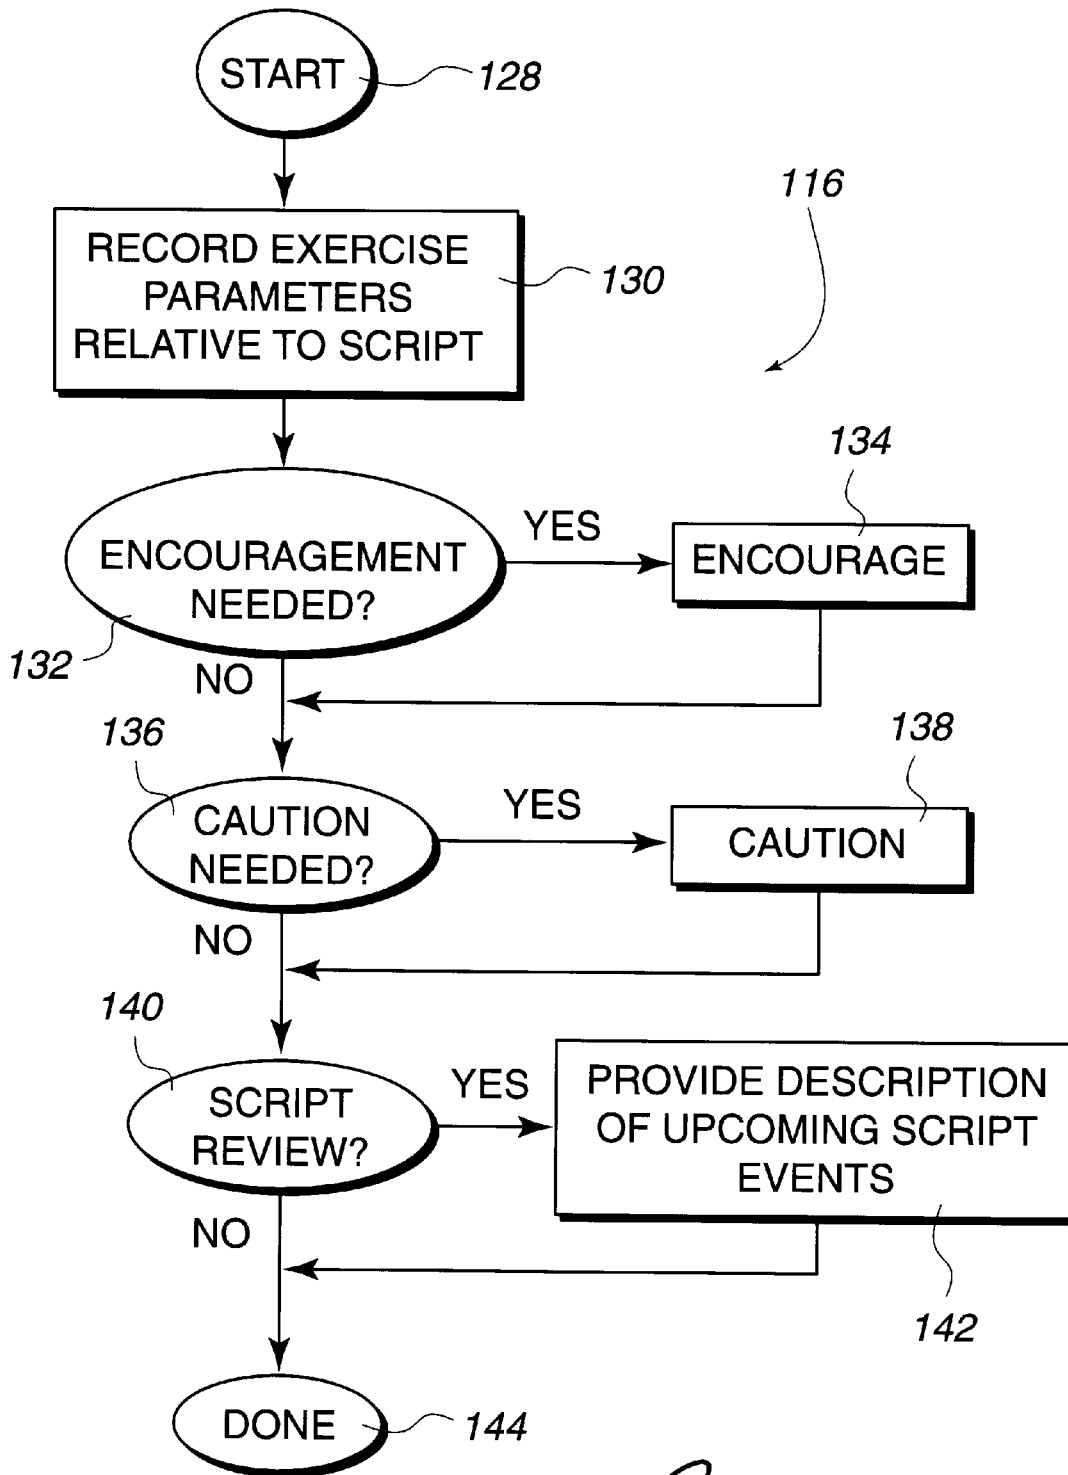 START
128
116
RECORD EXERCISE
PARAMETERS
RELATIVE TO SCRIPT
130
134
ENCOURAGEMENT
NEEDED?
YES
ENCOURAGE
132
NO
136
138
CAUTION
NEEDED?
YES
CAUTION
NO
140
SCRIPT
REVIEW?
YES
PROVIDE DESCRIPTION
OF UPCOMING SCRIPT
EVENTS
NO
142
DONE
144